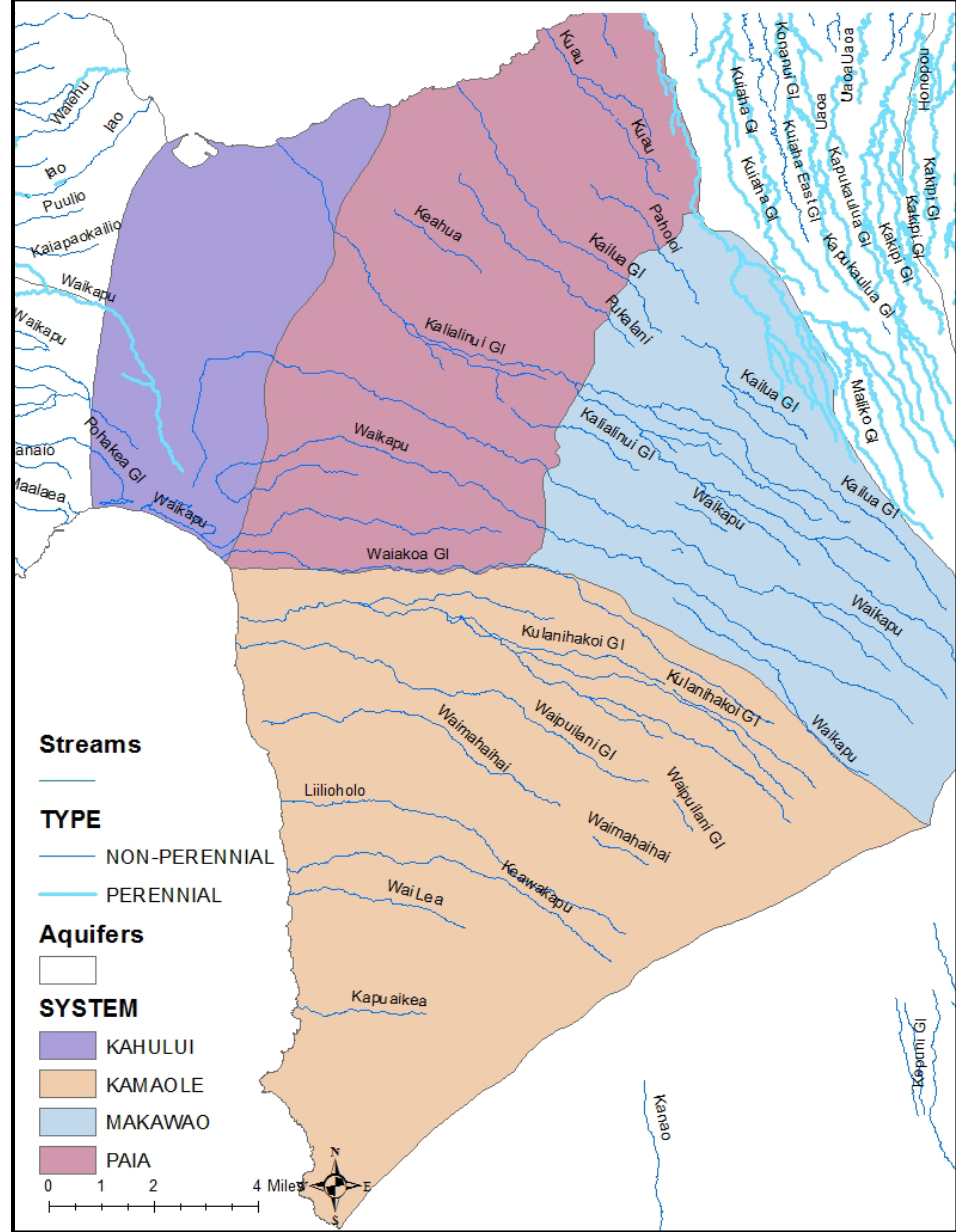 Waiehu
Iao
Iao
Puulio
Kaiapaokailio
Waikapu
Waikapu
Pohakea Gl
Maalaea
Waikapu
Kuau
Kuau
Keahua
Paholoi
Kailua Gl
Pukalani
Kalialinui Gl
Waikapu
Waiakoa Gl
Kuiaha Gl
Kuiaha Gl
Konanui Gl
Kuiaha East Gl
Uaoa
UaoaUaoa
Kapukaulua Gl
Kapukaulua Gl
Kakipi Gl
Kakipi Gl
Kakipi Gl
Honopou
Maliko Gl
Kailua Gl
Kailua Gl
Kalialinui Gl
Waikapu
Waikapu
Waikapu
Kulanihakoi Gl
Kulanihakoi Gl
Waipuilani Gl
Waipuilani Gl
Waimahaihai
Waimahaihai
Liilioholo
Keawakapu
Wai Lea
Kapuaikea
Kanao
Kepuni Gl
Streams
TYPE
NON-PERENNIAL
PERENNIAL
Aquifers
SYSTEM
KAHULUI
KAMAOLE
MAKAWAO
PAIA
0 1 2 4 Miles
N
E
S